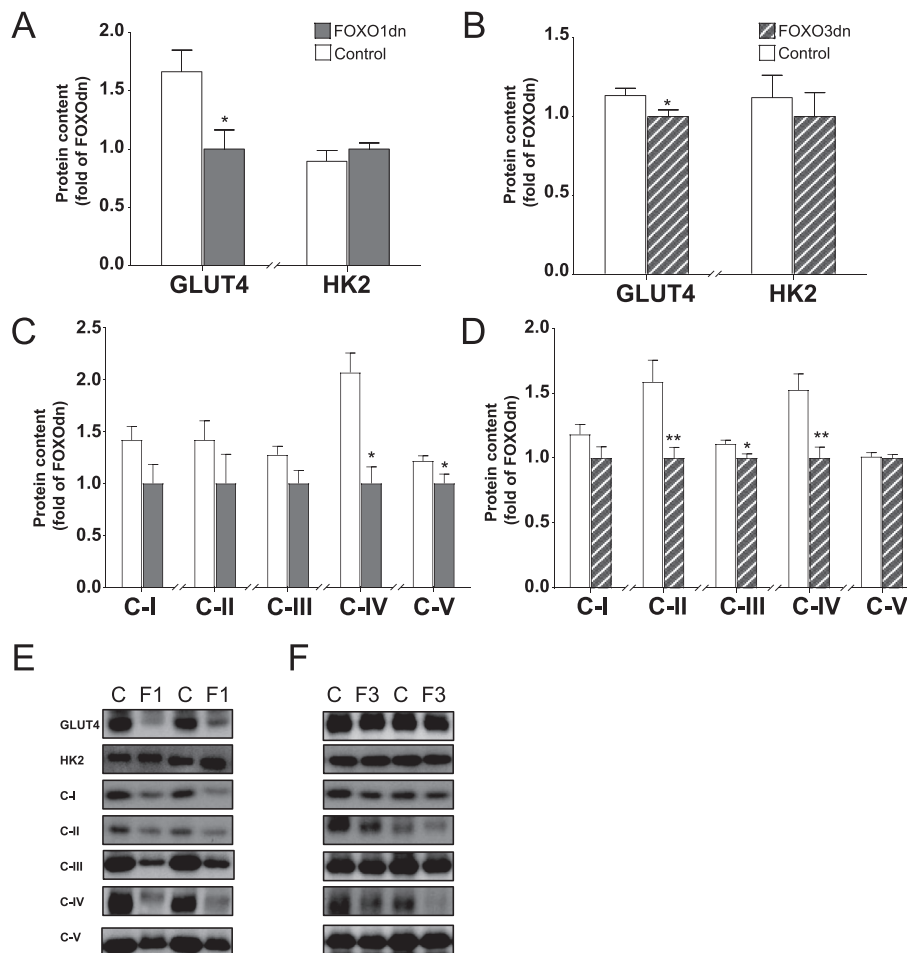 A
Protein content
(fold of FOXOdn)
2.0
1.5
1.0
0.5
0.0
FOXO1dn
Control
*
GLUT4 HK2
B
Protein content
(fold of FOXOdn)
1.5
1.0
0.5
0.0
FOXO3dn
Control
*
GLUT4 HK2
C
Protein content
(fold of FOXOdn)
2.5
2.0
1.5
1.0
0.5
0.0
* *
C-I C-II C-III C-IV C-V
D
Protein content
(fold of FOXOdn)
2.0
1.5
1.0
0.5
0.0
** * **
C-I C-II C-III C-IV C-V
E
C F1 C F1
GLUT4
HK2
C-I
C-II
C-III
C-IV
C-V
F
C F3 C F3